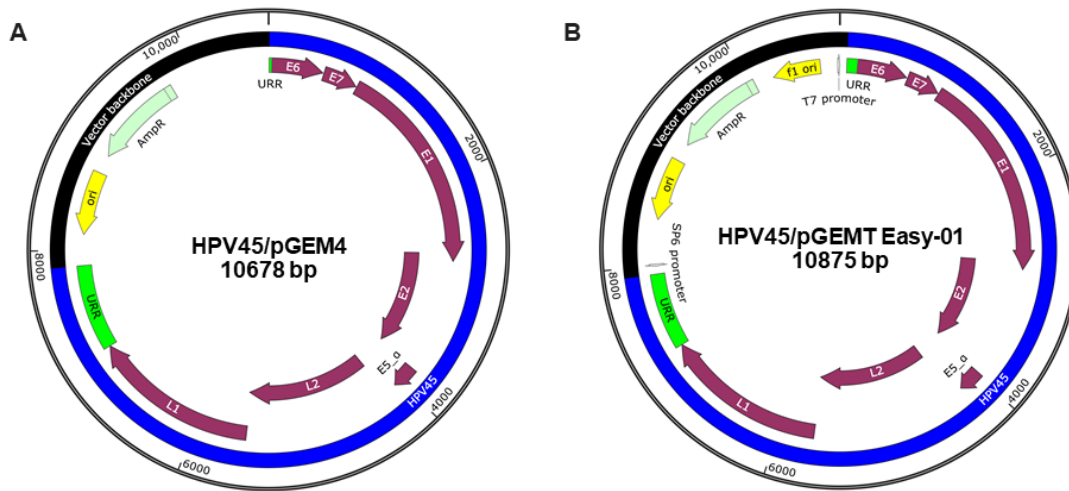 A
10,000
Vector backbone
AmpR
ori
8000
URR
L1
6000
L2
E5_α
HPV45
4000
E2
E1
2000
E7
E6
URR
HPV45/pGEM4
10678 bp
B
10,000
Vector backbone
f1 ori
T7 promoter
URR
E6
E7
E1
2000
AmpR
ori
SP6 promoter
8000
URR
L1
6000
L2
E5_α
HPV45
4000
E2
HPV45/pGEMT Easy-01
10875 bp